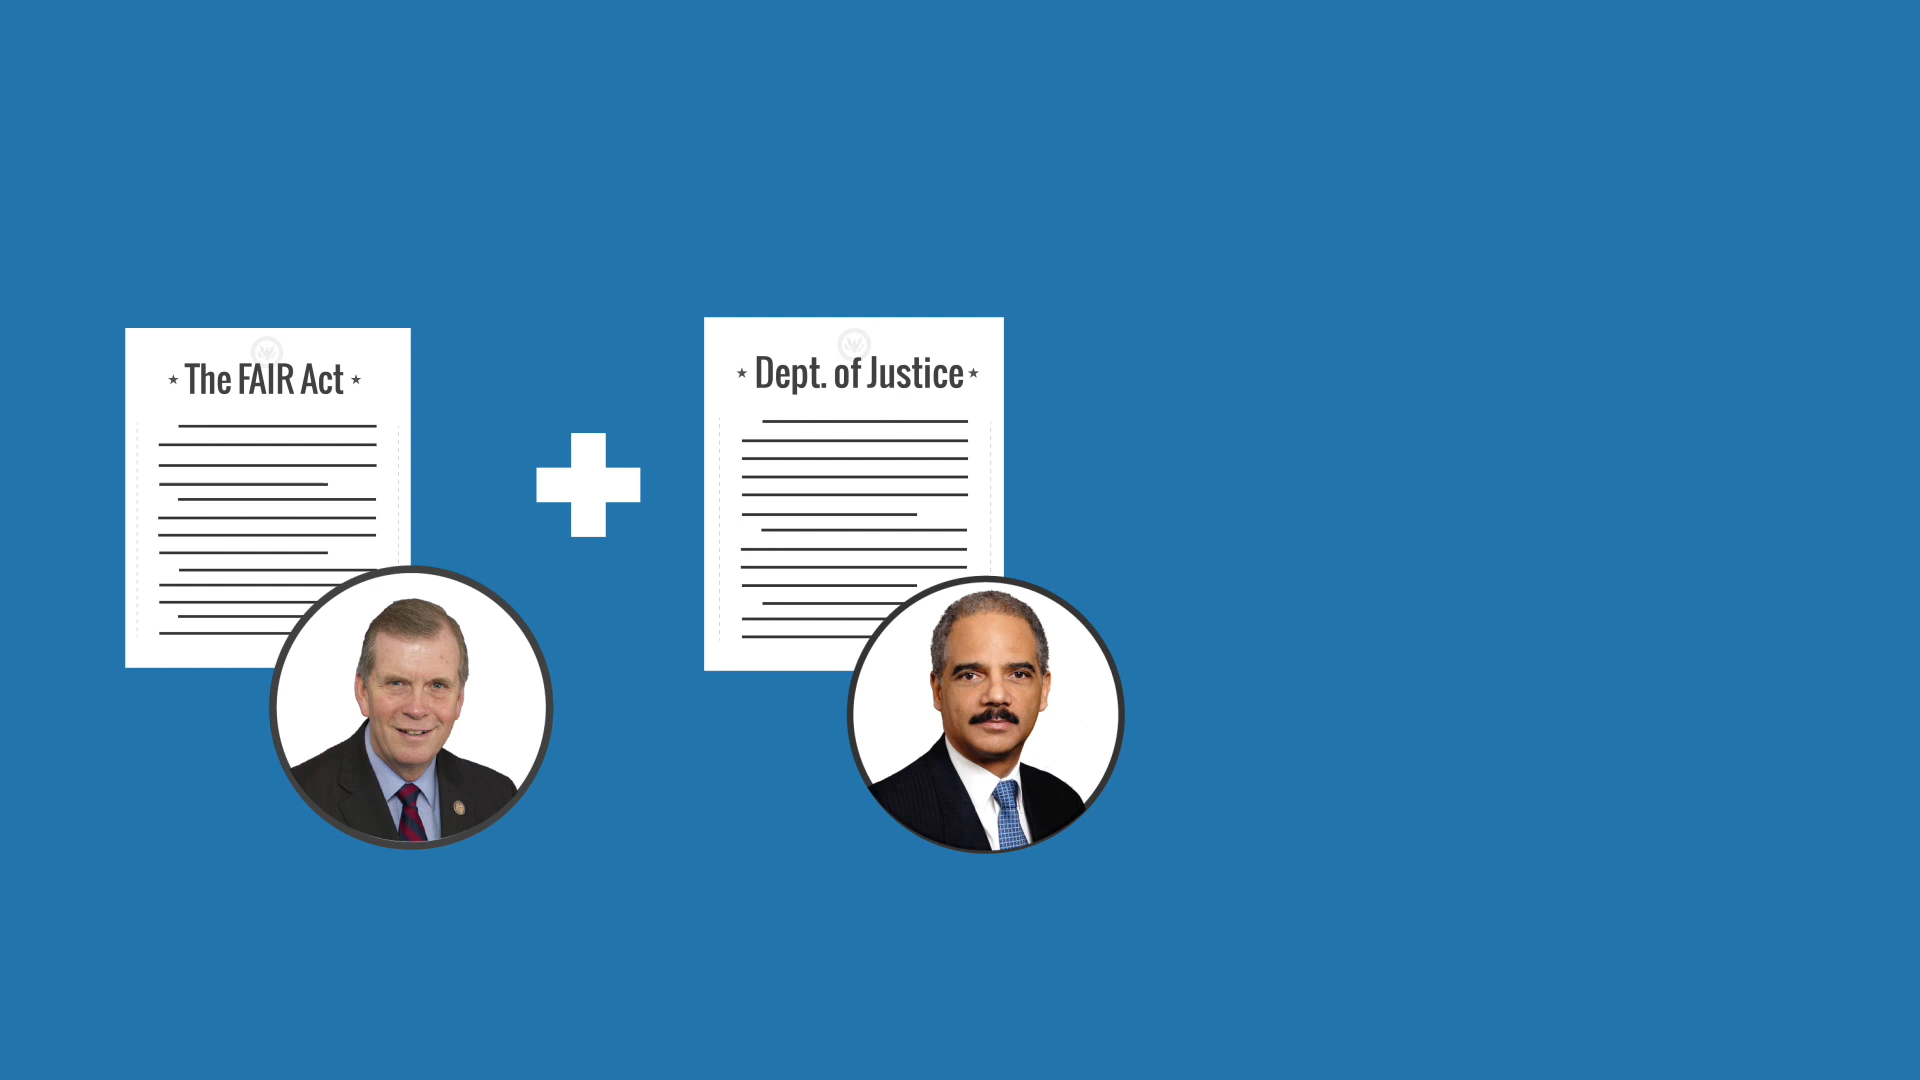 ★ The FAIR Act ★
★ Dept. of Justice ★